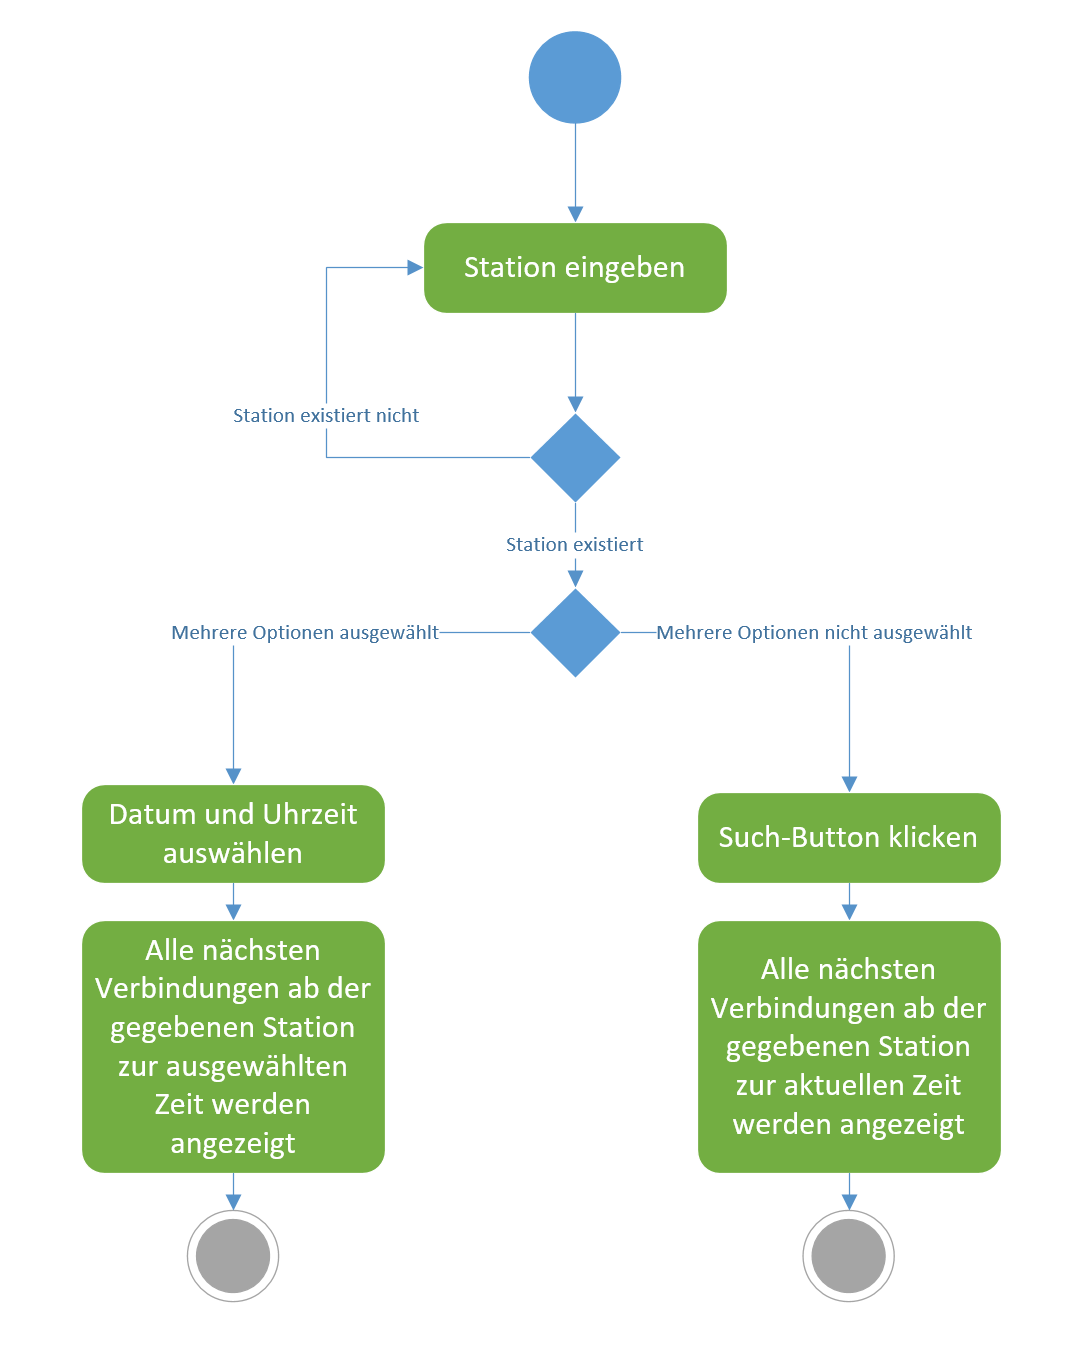 Station eingeben
Station existiert nicht
Station existiert
Mehrere Optionen ausgewählt
Mehrere Optionen nicht ausgewählt
Datum und Uhrzeit
auswählen
Such-Button klicken
Alle nächsten
Verbindungen ab der
gegebenen Station
zur ausgewählten
Zeit werden
angezeigt
Alle nächsten
Verbindungen ab der
gegebenen Station
zur aktuellen Zeit
werden angezeigt